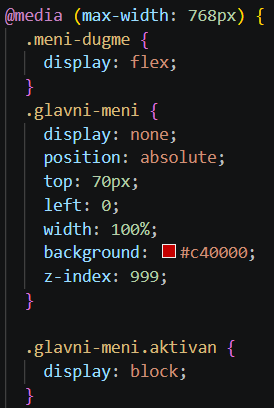 @media (max-width: 768px) {
  .meni-dugme {
    display: flex;
  }
  .glavni-meni {
    display: none;
    position: absolute;
    top: 70px;
    left: 0;
    width: 100%;
    background: #c40000;
    z-index: 999;
  }

  .glavni-meni.aktivan {
    display: block;
  }